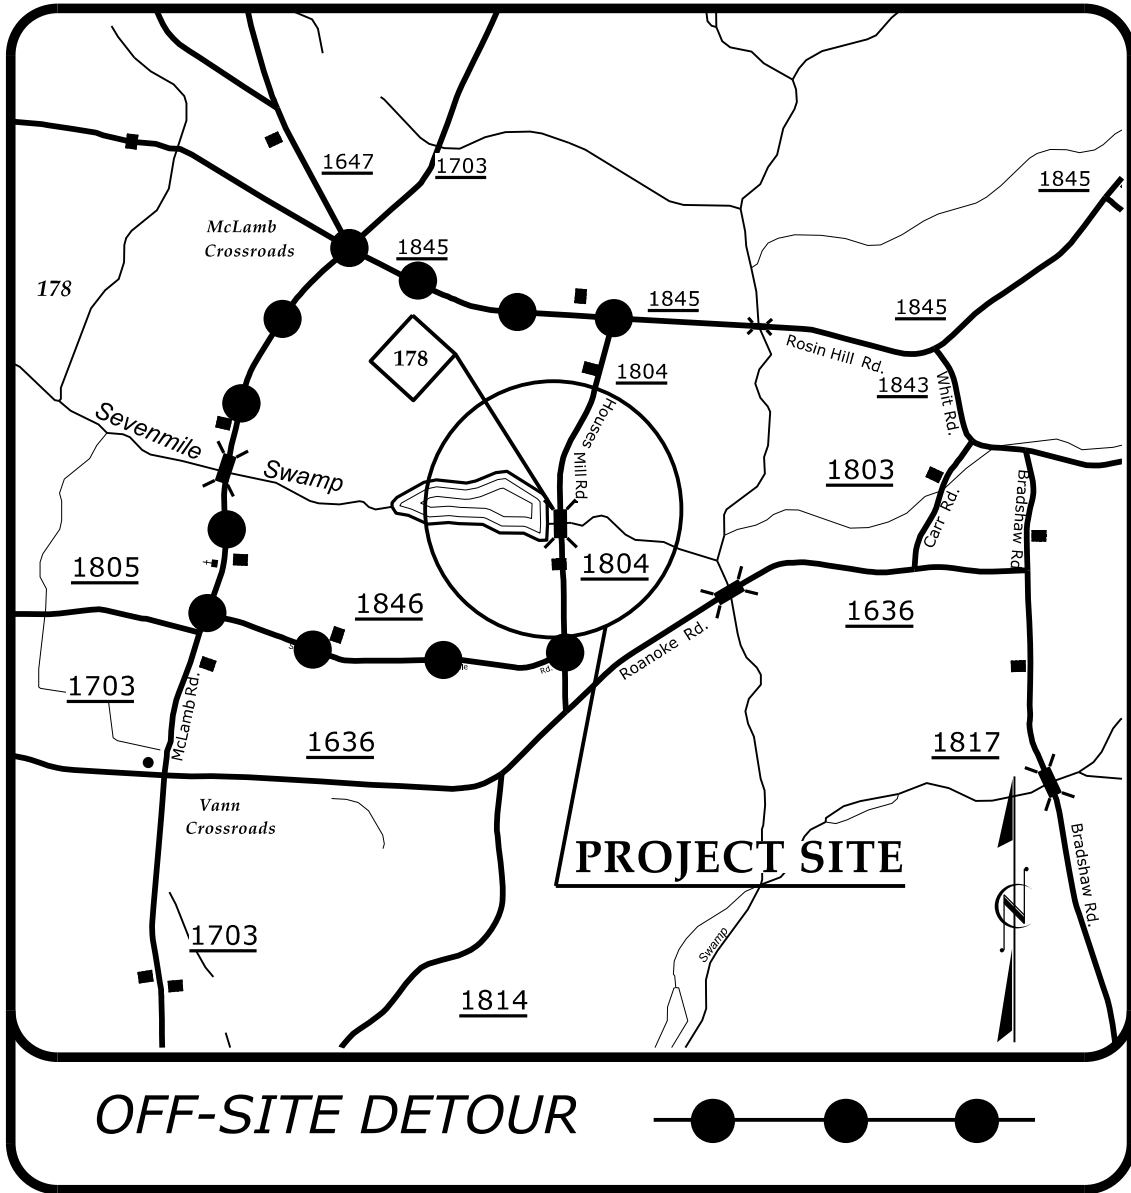 1647
1703
1845
McLamb
Crossroads
1845
178
1845
1845
Rosin Hill Rd.
178
1804
1843
Whit Rd.
Houses
Mill Rd
Sevenmile
Swamp
1803
Carr Rd.
Bradshaw Rd
1805
1804
1846
1636
Rd.
Roanoke Rd.
1703
McLamb Rd.
1636
1817
Vann
Crossroads
PROJECT SITE
Bradshaw Rd.
N
1703
Swamp
1814
OFF-SITE DETOUR